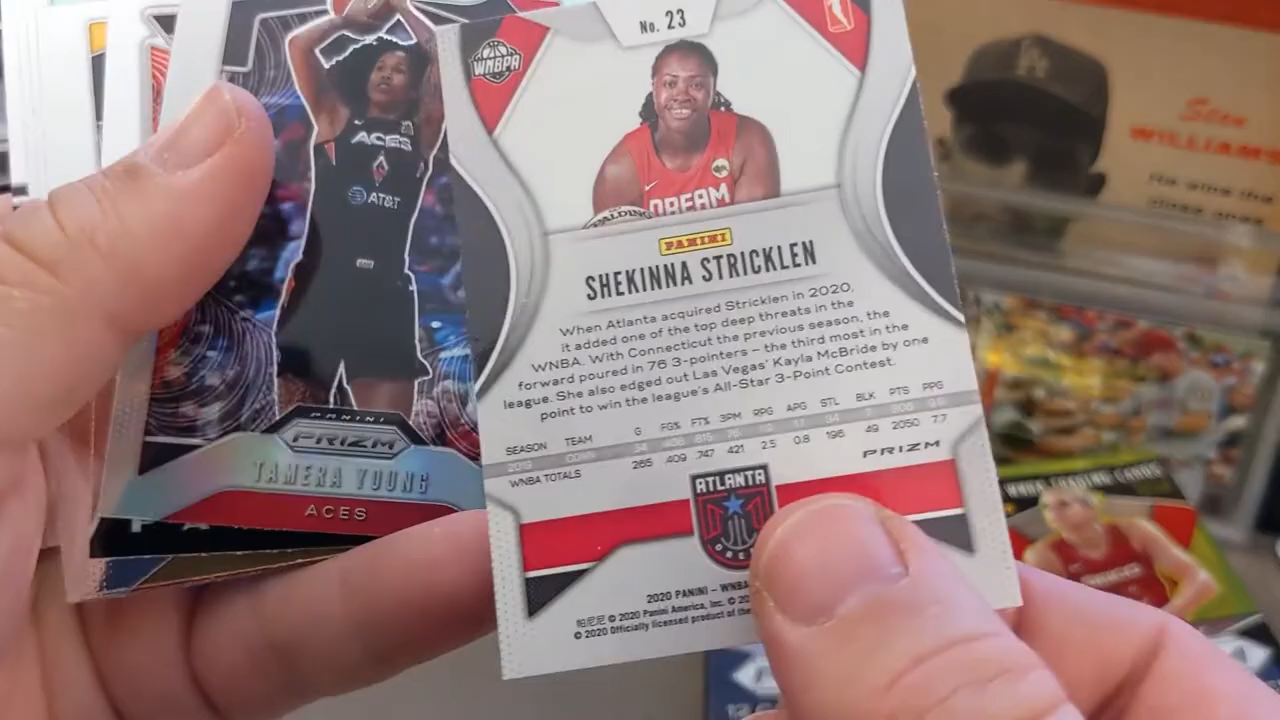 No. 23
WNBPA
DREAM
SPALDING
PANINI
SHEKINNA STRICKLEN
When Atlanta acquired Stricklen in 2020,
it added one of the top deep threats in the
WNBA. With Connecticut the previous season, the
forward poured in 76 3-pointers – the third most in the
league. She also edged out Las Vegas' Kayla McBride by one
point to win the league's All-Star 3-Point Contest.
SEASON TEAM G FG% FT% 3PM RPG APG STL BLK PTS PPG
2019 CONN
WNBA TOTALS 265 .409 .747 421 2.5 0.8 196 49 2050 7.7
PRIZM
ATLANTA
2020 PANINI – WNBA
帕尼尼 © 2020 Panini America, Inc. © 20
© 2020 Officially licensed product of the
ACES
AT&T
PANINI
PRIZM
TAMERA YOUNG
ACES
LA
WILLIAMS
WNBA TRADING CARDS